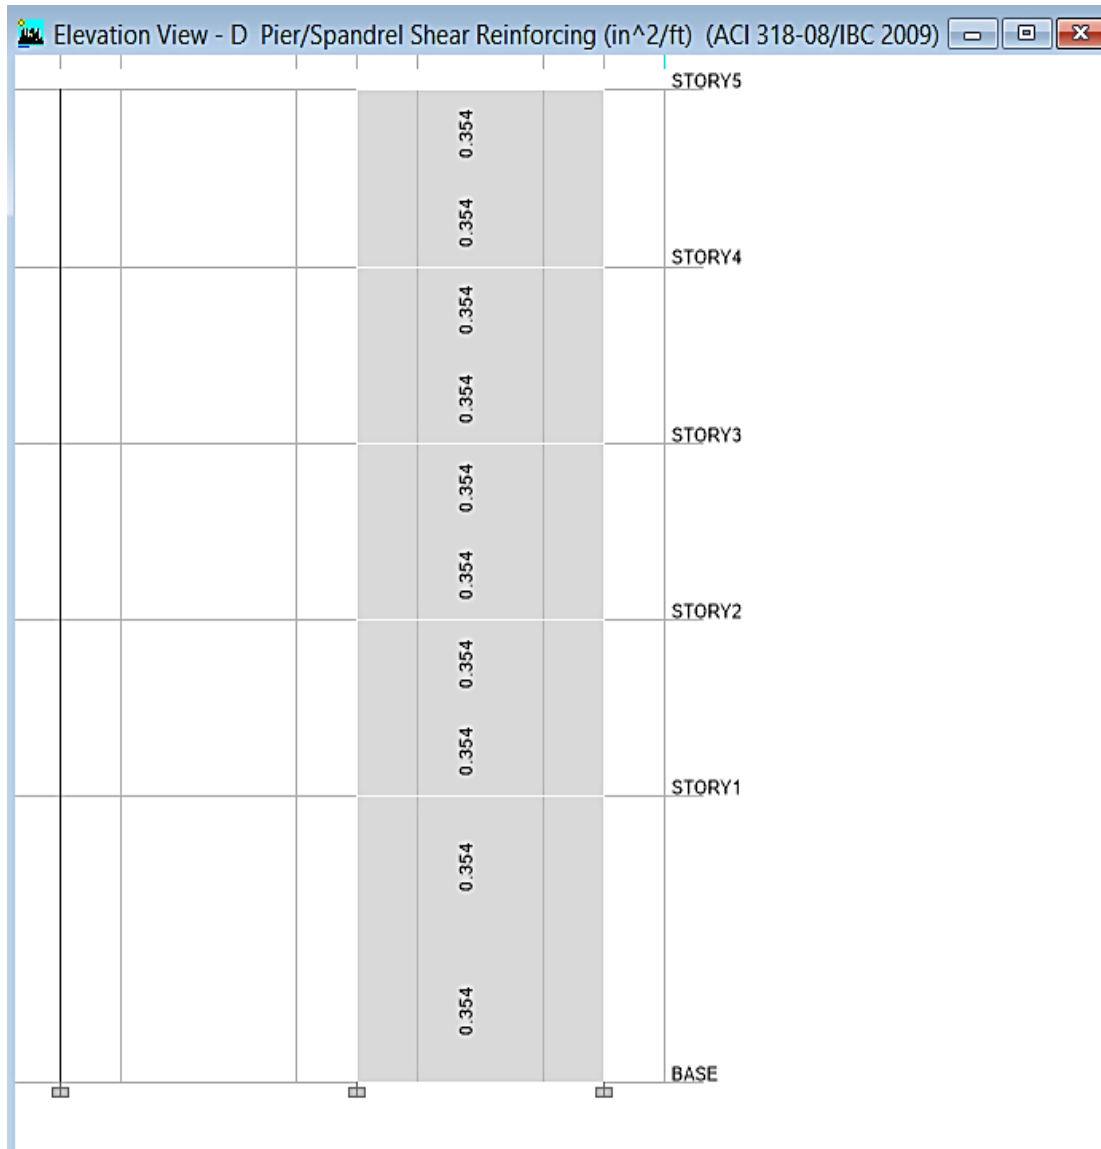 Elevation View - D Pier/Spandrel Shear Reinforcing (in^2/ft) (ACI 318-08/IBC 2009)
STORY5
0.354
0.354
STORY4
0.354
0.354
STORY3
0.354
0.354
STORY2
0.354
0.354
STORY1
0.354
0.354
BASE